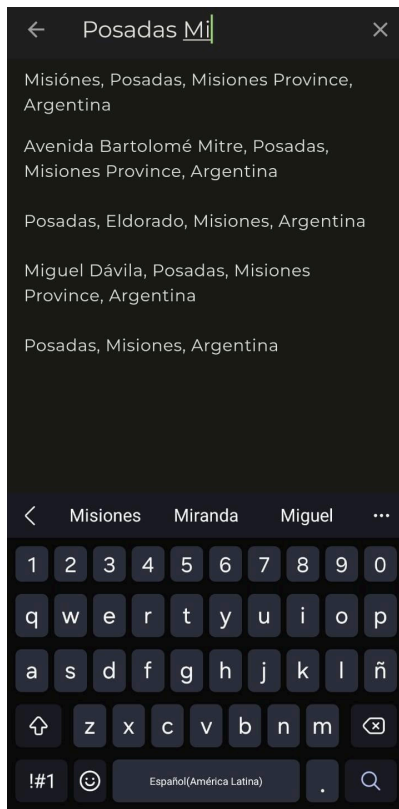 Posadas Mi
Misiónes, Posadas, Misiones Province,
Argentina
Avenida Bartolomé Mitre, Posadas,
Misiones Province, Argentina
Posadas, Eldorado, Misiones, Argentina
Miguel Dávila, Posadas, Misiones
Province, Argentina
Posadas, Misiones, Argentina
Misiones Miranda Miguel
1 2 3 4 5 6 7 8 9 0
q w e r t y u i o p
a s d f g h j k l ñ
z x c v b n m
!#1 Español(América Latina) .